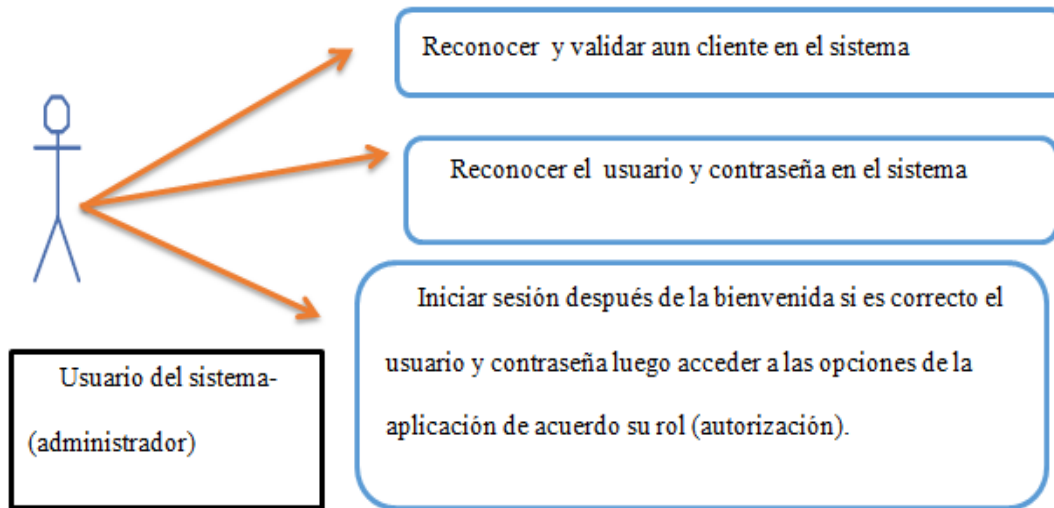 Reconocer y validar aun cliente en el sistema
Reconocer el usuario y contraseña en el sistema
Iniciar sesión después de la bienvenida si es correcto el
usuario y contraseña luego acceder a las opciones de la
aplicación de acuerdo su rol (autorización).
Usuario del sistema-
(administrador)